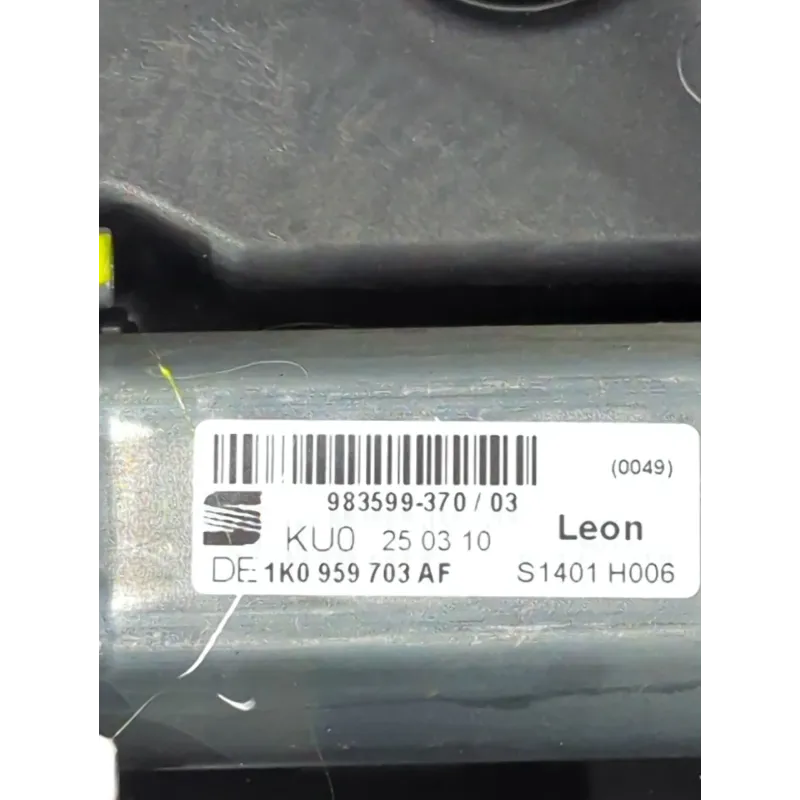 (0049)
983599-370 / 03
KU0 25 03 10 Leon
DE 1K0 959 703 AF S1401 H006